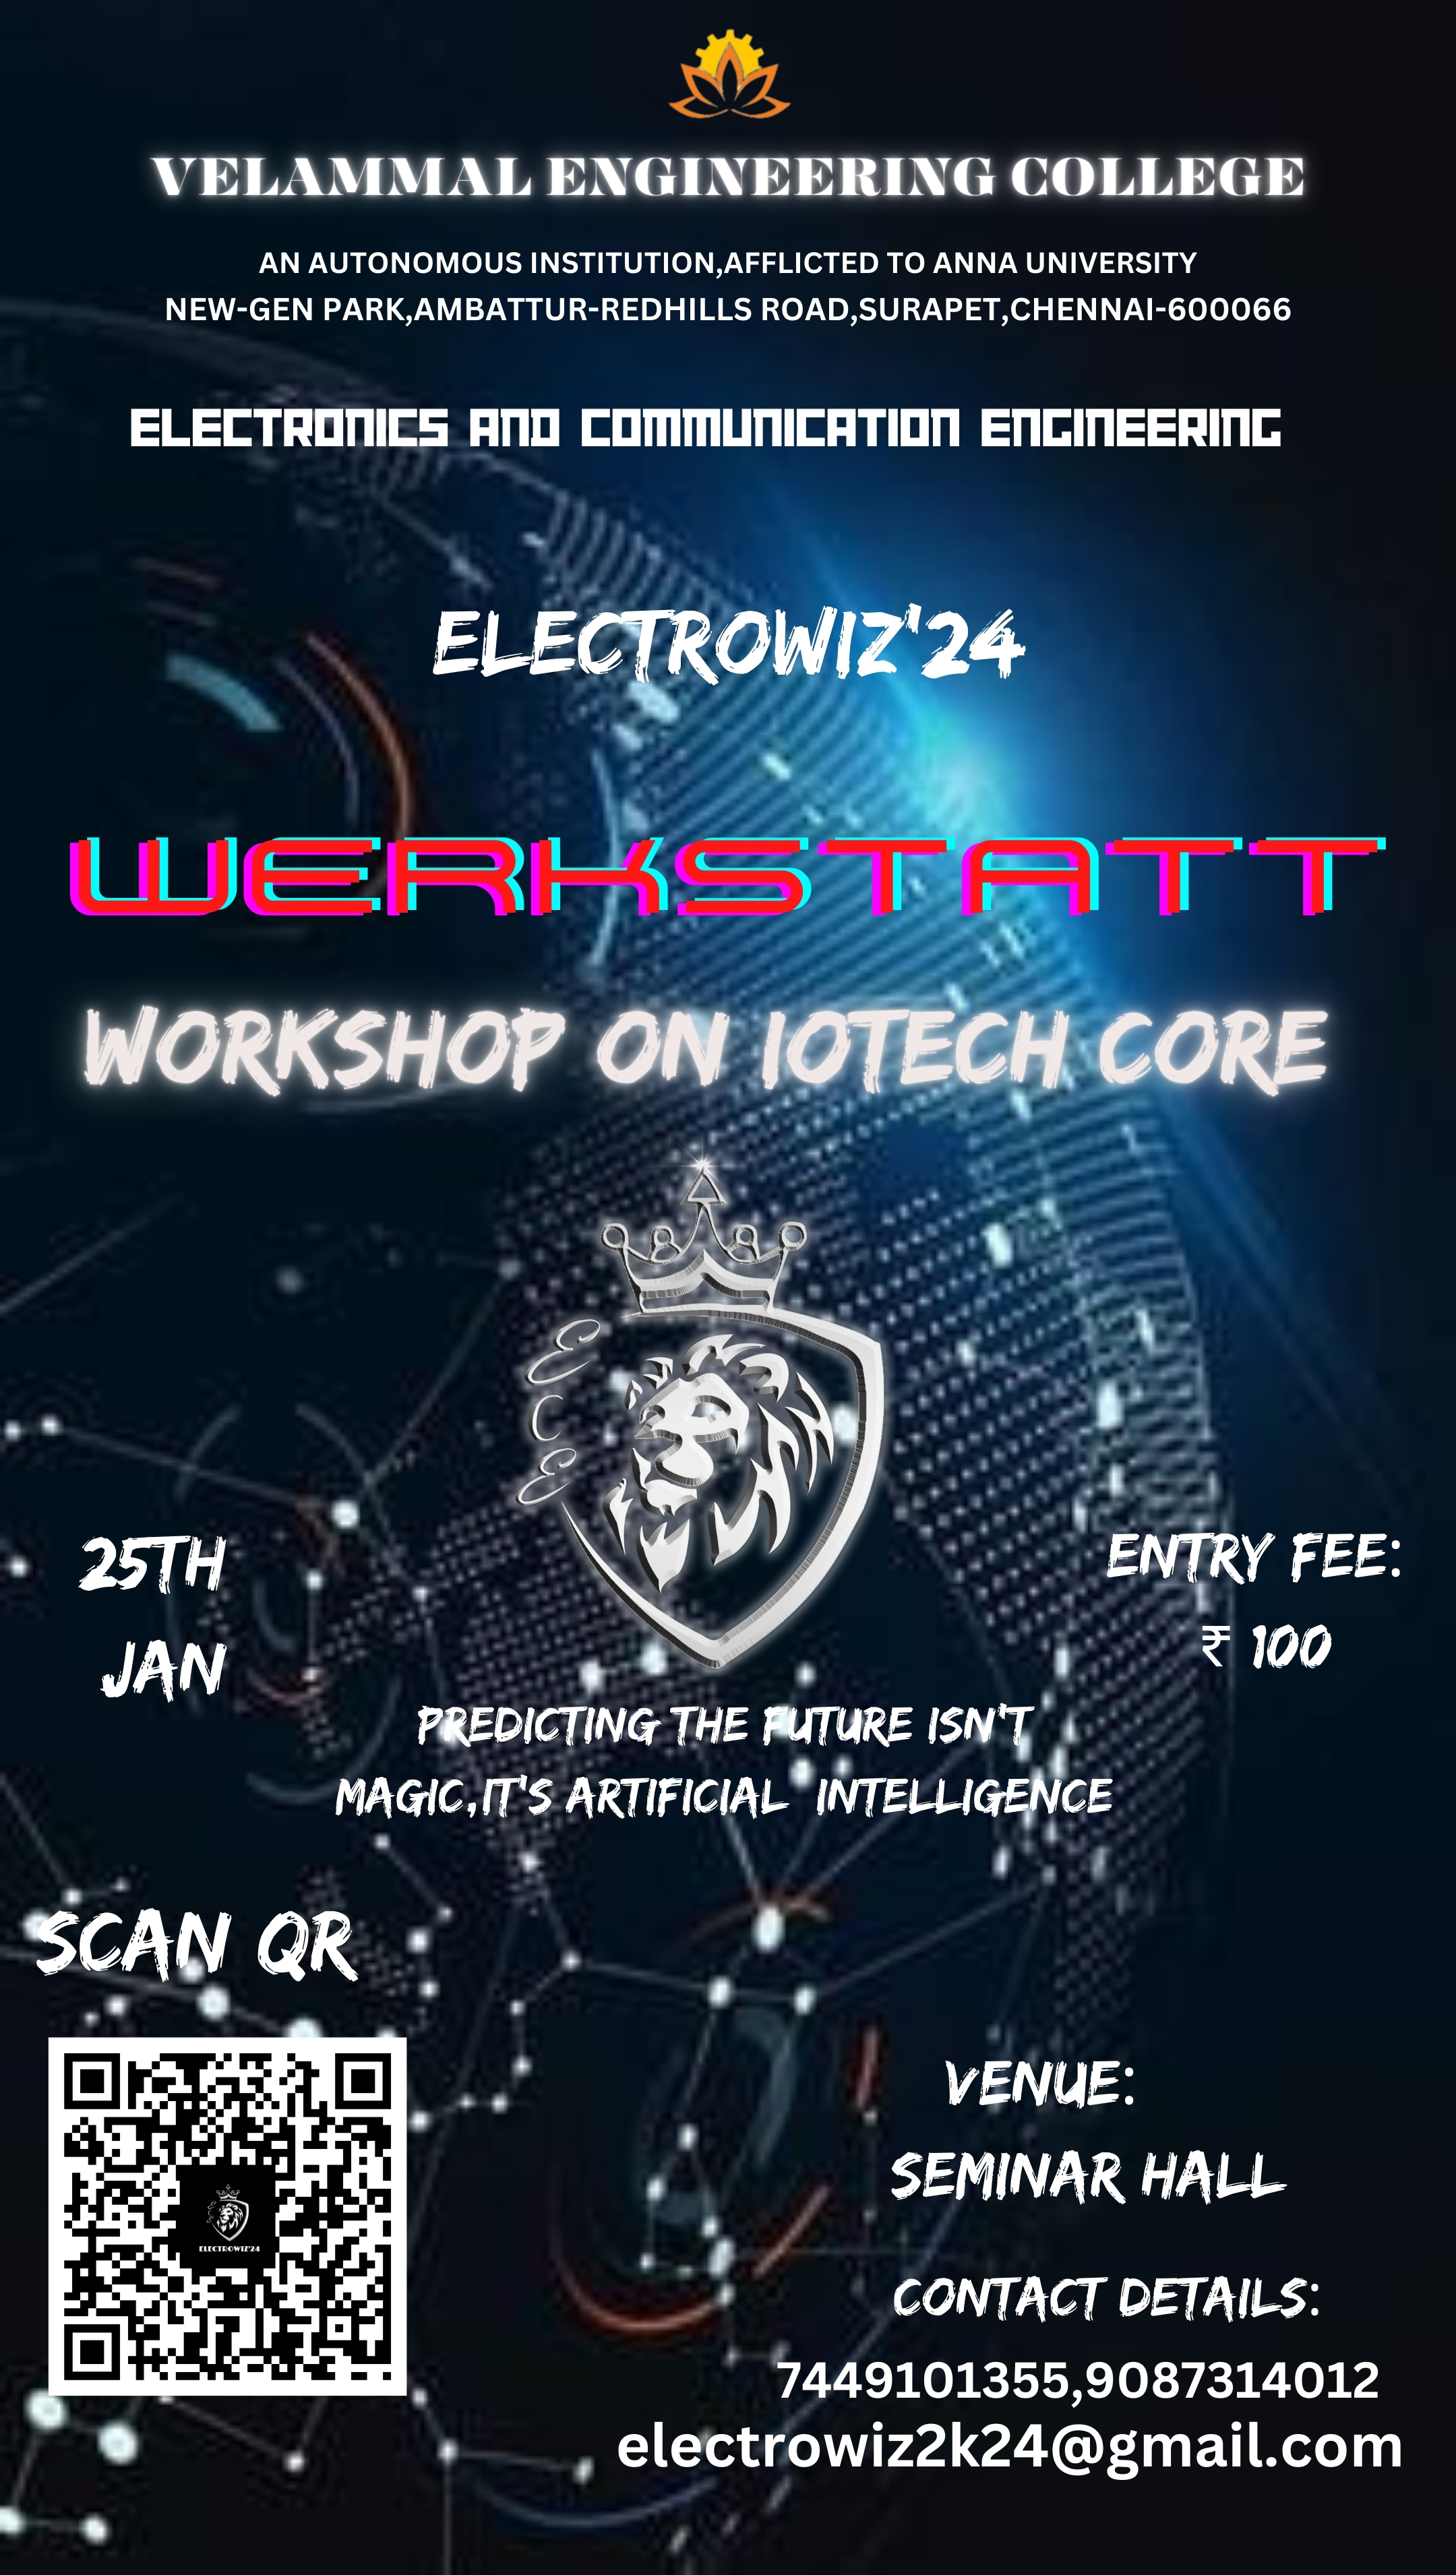 VELAMMAL ENGINEERING COLLEGE
AN AUTONOMOUS INSTITUTION,AFFLICTED TO ANNA UNIVERSITY
NEW-GEN PARK,AMBATTUR-REDHILLS ROAD,SURAPET,CHENNAI-600066
ELECTRONICS AND COMMUNICATION ENGINEERING
ELECTROWIZ'24
WERKSTATT
WORKSHOP ON IOTECH CORE
E
C
E
25TH
JAN
ENTRY FEE:
₹ 100
PREDICTING THE FUTURE ISN'T
MAGIC,IT'S ARTIFICIAL INTELLIGENCE
SCAN QR
ELECTROWIZ'24
VENUE:
SEMINAR HALL
CONTACT DETAILS:
7449101355,9087314012
electrowiz2k24@gmail.com